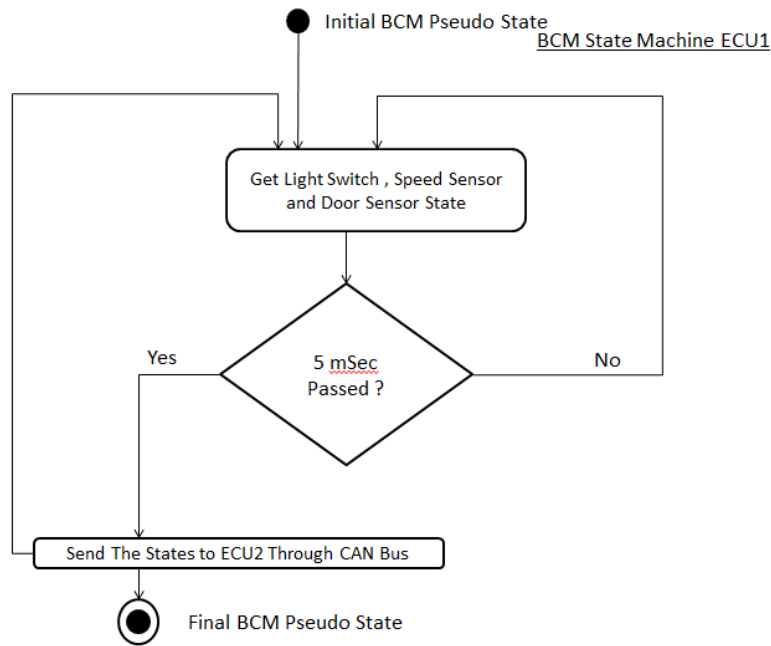 Initial BCM Pseudo State
BCM State Machine ECU1
Get Light Switch , Speed Sensor
and Door Sensor State
Yes
5 mSec
Passed ?
No
Send The States to ECU2 Through CAN Bus
Final BCM Pseudo State